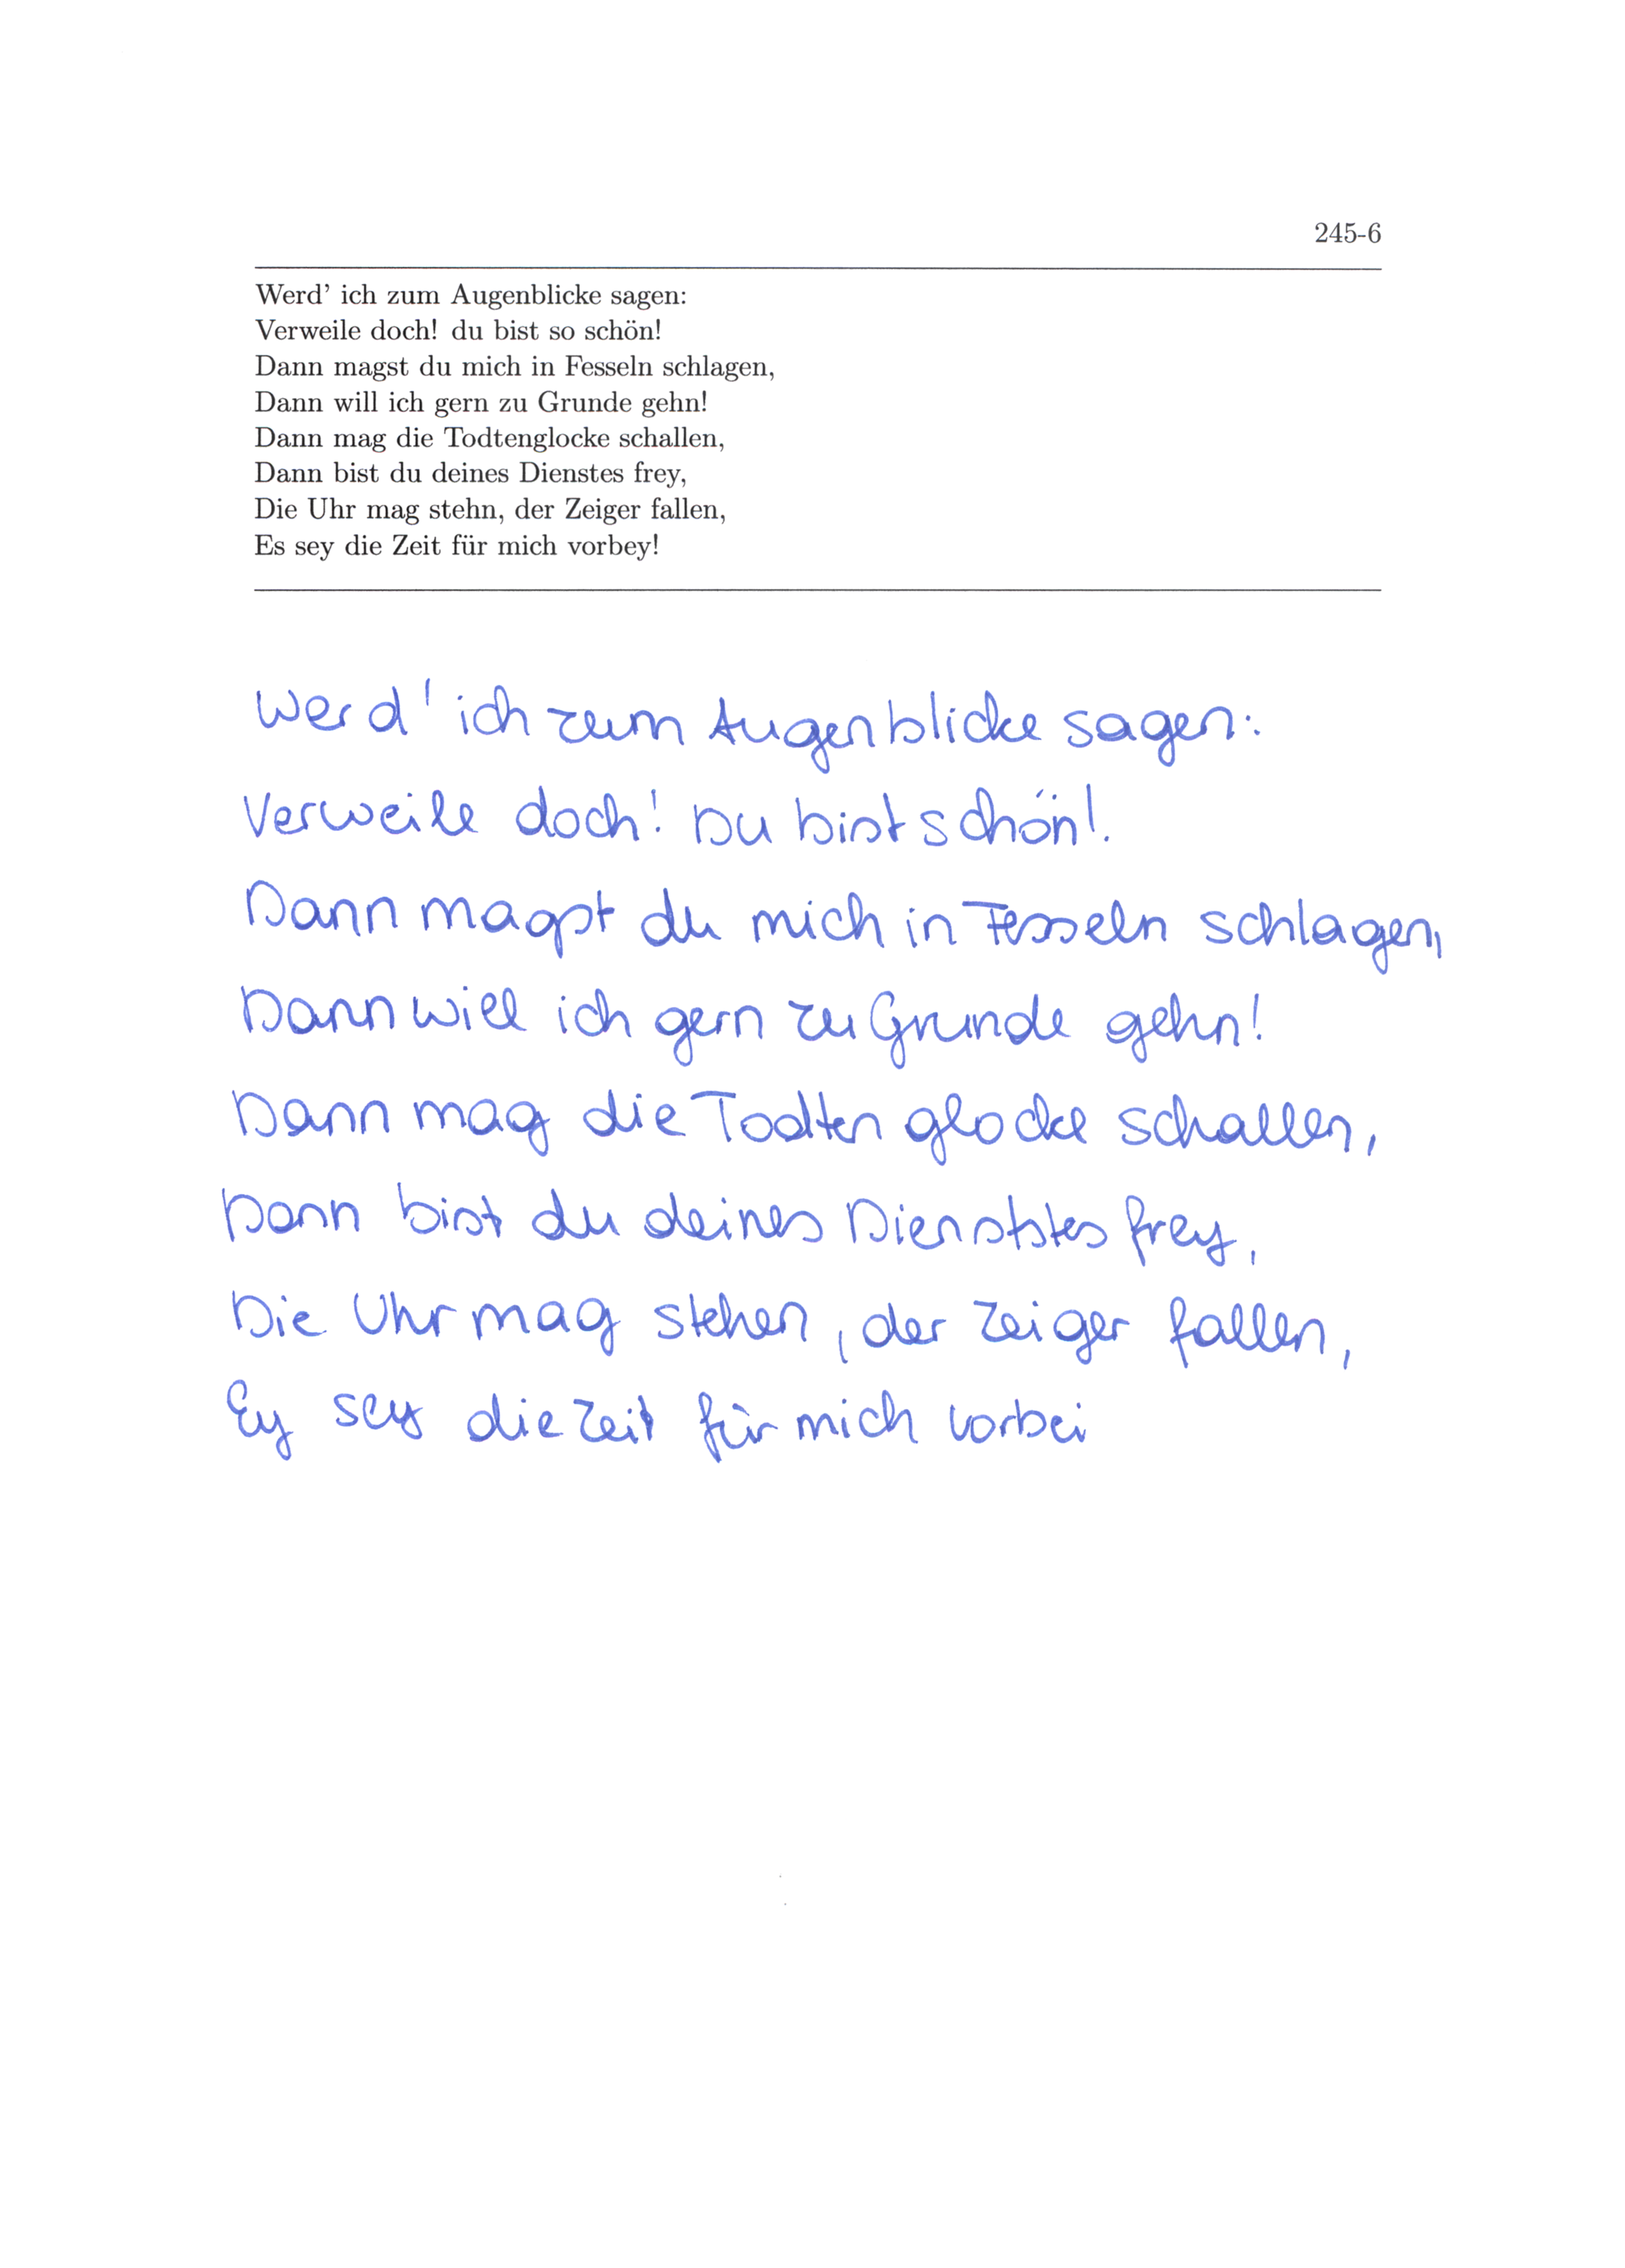 245-6
Werd' ich zum Augenblicke sagen:
Verweile doch! du bist so schön!
Dann magst du mich in Fesseln schlagen,
Dann will ich gern zu Grunde gehn!
Dann mag die Todtenglocke schallen,
Dann bist du deines Dienstes frey,
Die Uhr mag stehn, der Zeiger fallen,
Es sey die Zeit für mich vorbey!
Werd' ich zum Augenblicke sagen:
Verweile doch! Du bist schön!
Dann magst du mich in Fesseln schlagen,
Dann will ich gern zu Grunde gehn!
Dann mag die Todtenglocke schallen,
Dann bist du deines Dienststes frey,
Die Uhr mag stehen, der Zeiger fallen,
Ey sey die Zeit für mich vorbei